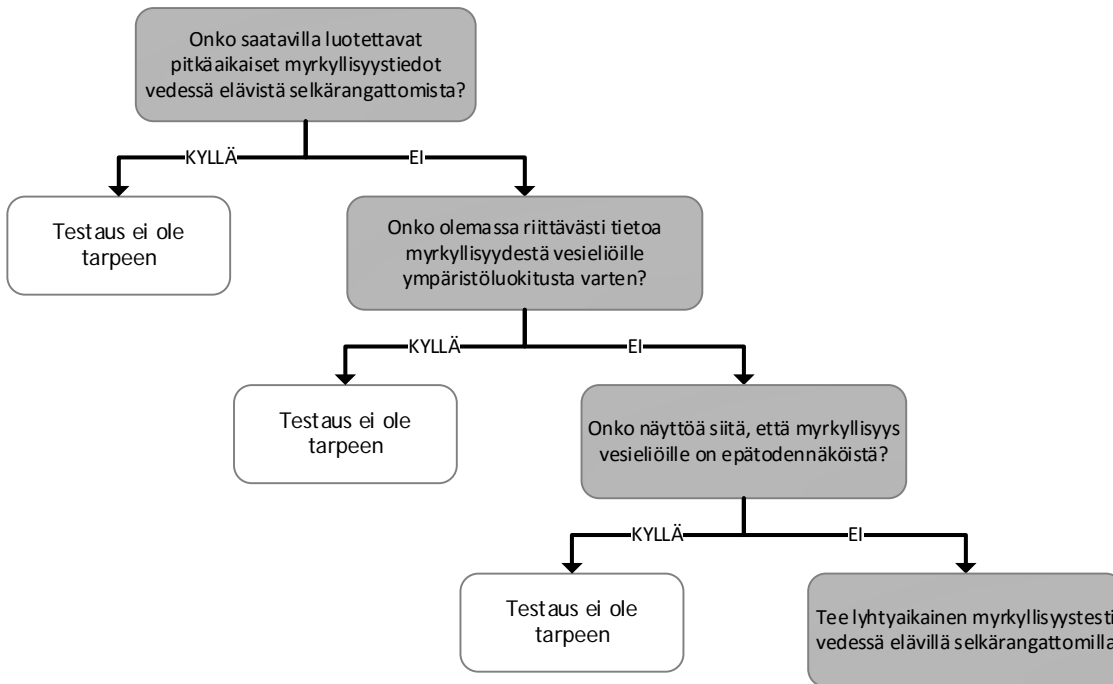 Onko saatavilla luotettavat
pitkäaikaiset myrkyllisyystiedot
vedessä elävistä selkärangattomista?
KYLLÄ
EI
Testaus ei ole
tarpeen
Onko olemassa riittävästi tietoa
myrkyllisyydestä vesieliöille
ympäristöluokitusta varten?
KYLLÄ
EI
Testaus ei ole
tarpeen
Onko näyttöä siitä, että myrkyllisyys
vesieliöille on epätodennäköistä?
KYLLÄ
EI
Testaus ei ole
tarpeen
Tee lyhtyaikainen myrkyllisyystesti
vedessä elävillä selkärangattomilla